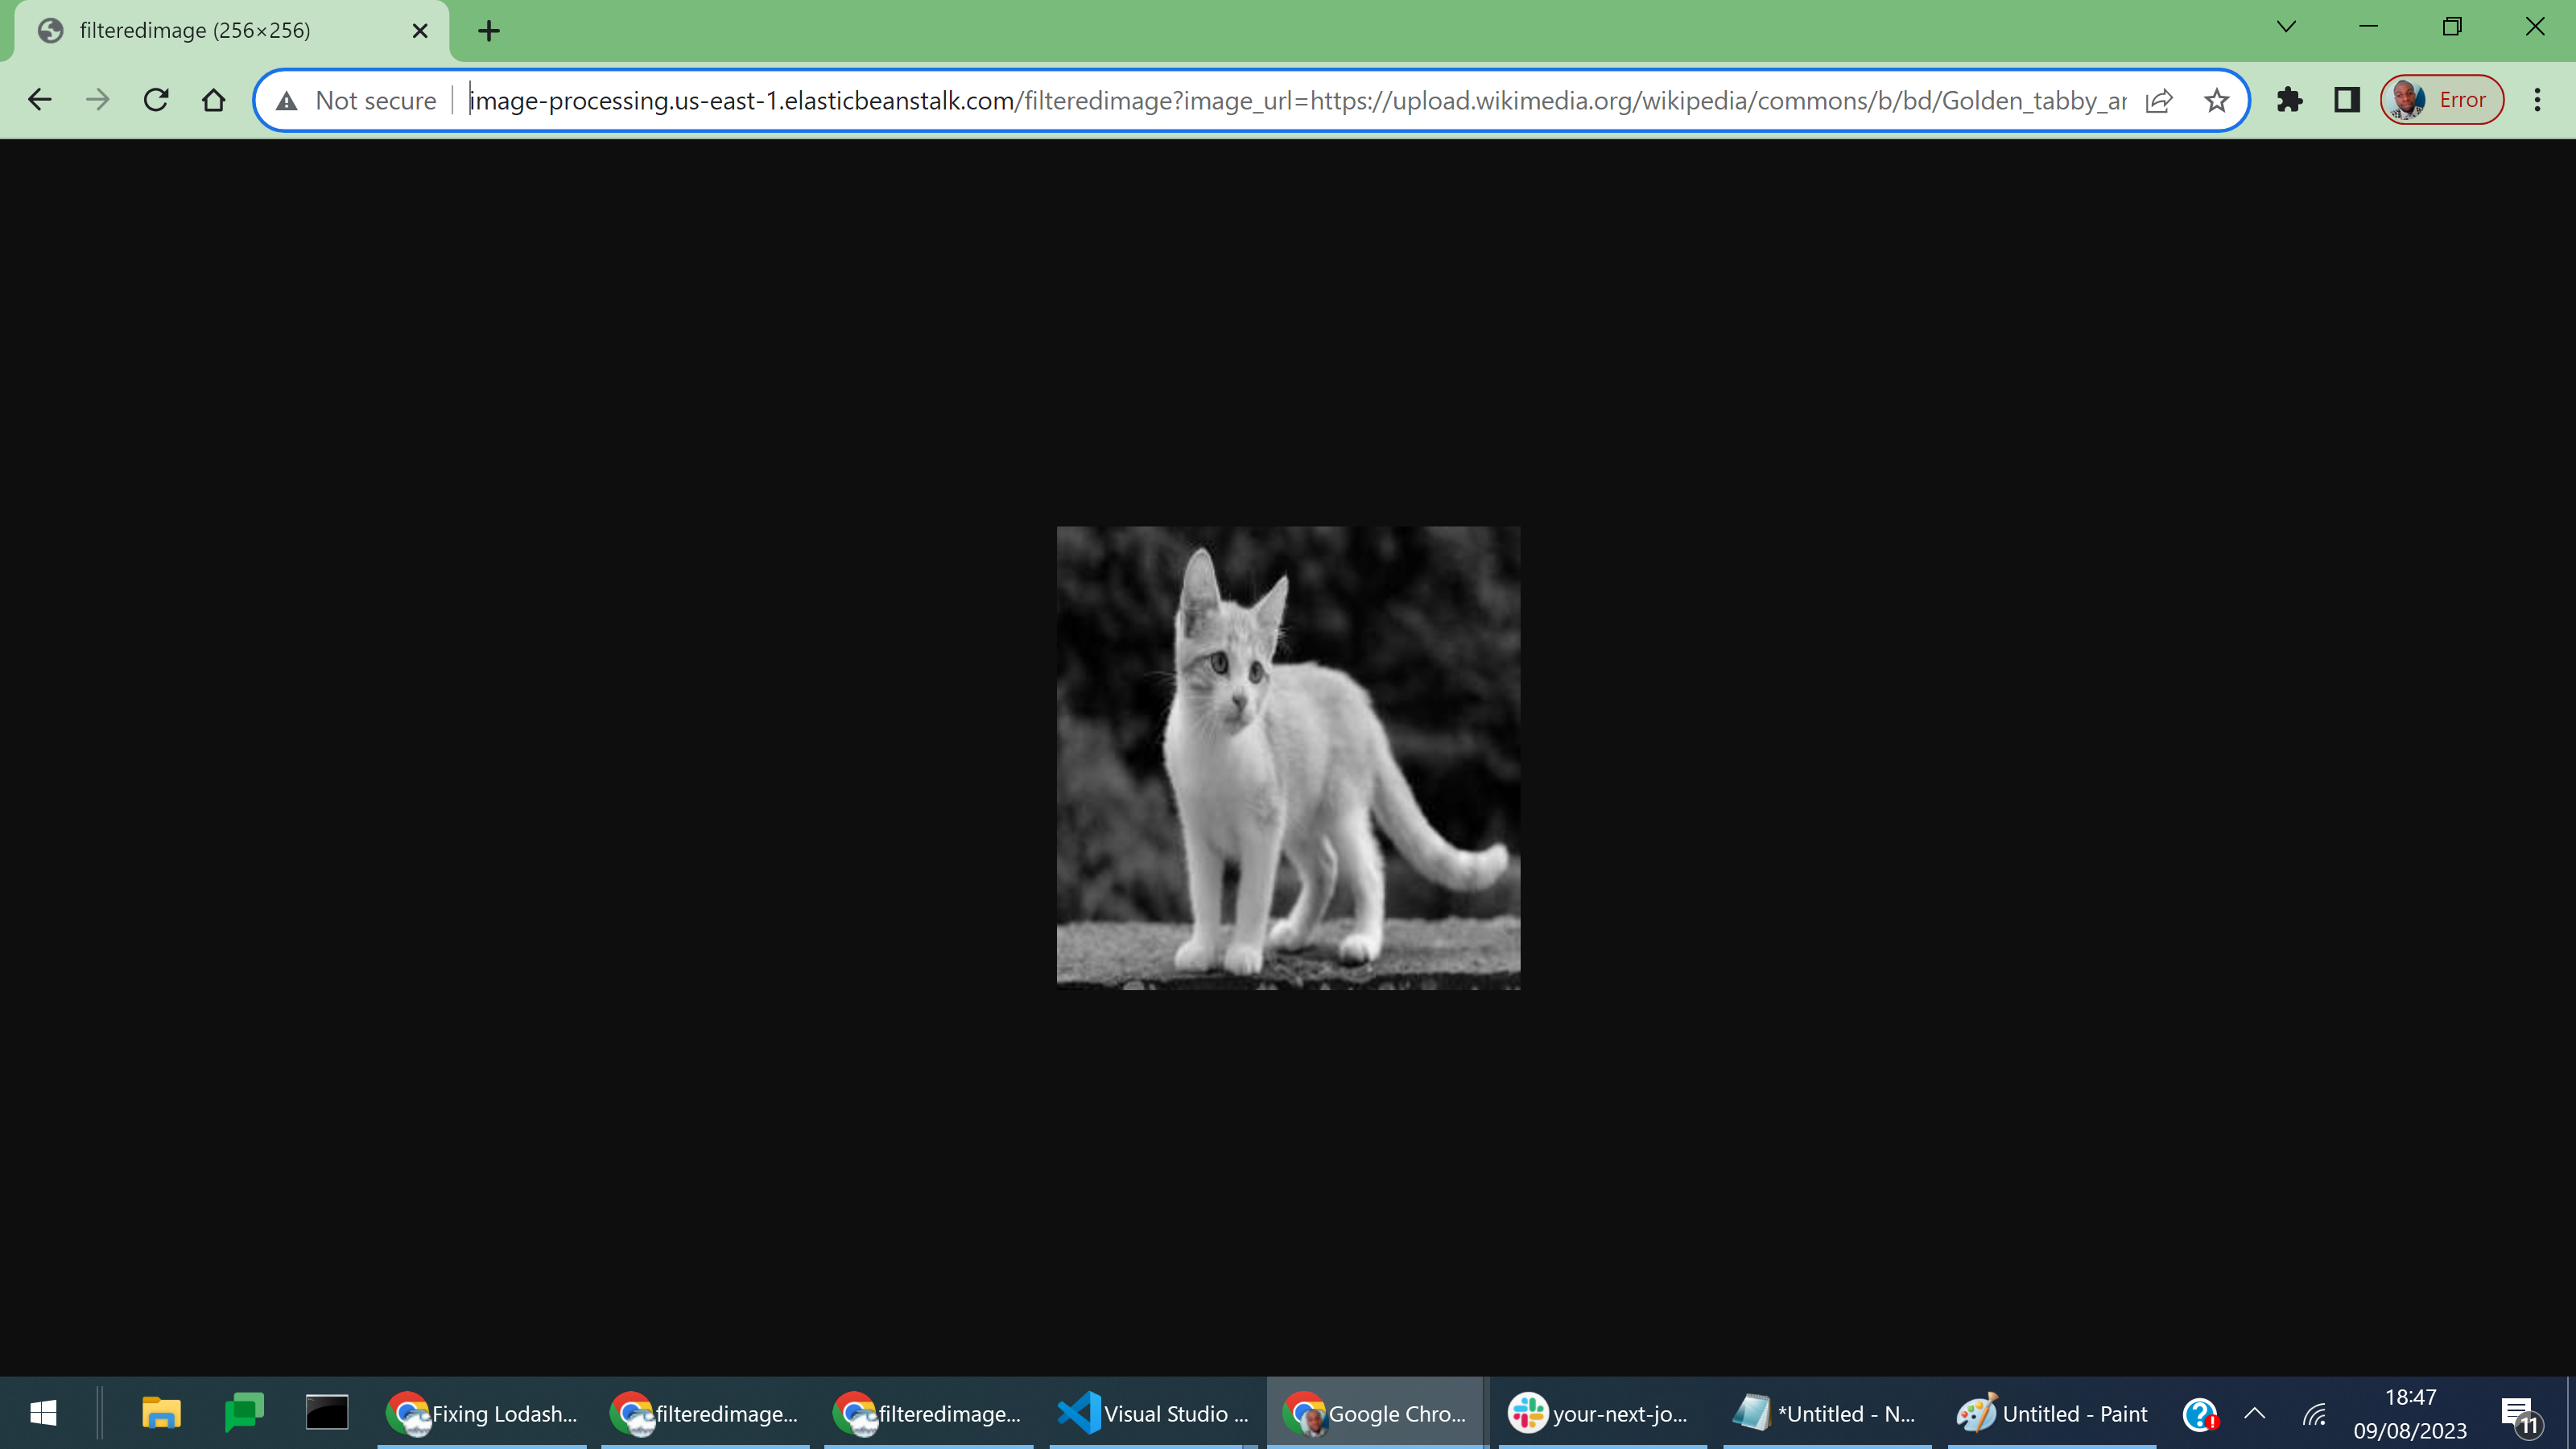 filteredimage (256×256)
Not secure
image-processing.us-east-1.elasticbeanstalk.com/filteredimage?image_url=https://upload.wikimedia.org/wikipedia/commons/b/bd/Golden_tabby_ar
Error
Fixing Lodash...
filteredimage...
filteredimage...
Visual Studio ...
Google Chro...
your-next-jo...
*Untitled - N...
Untitled - Paint
18:47
09/08/2023
11